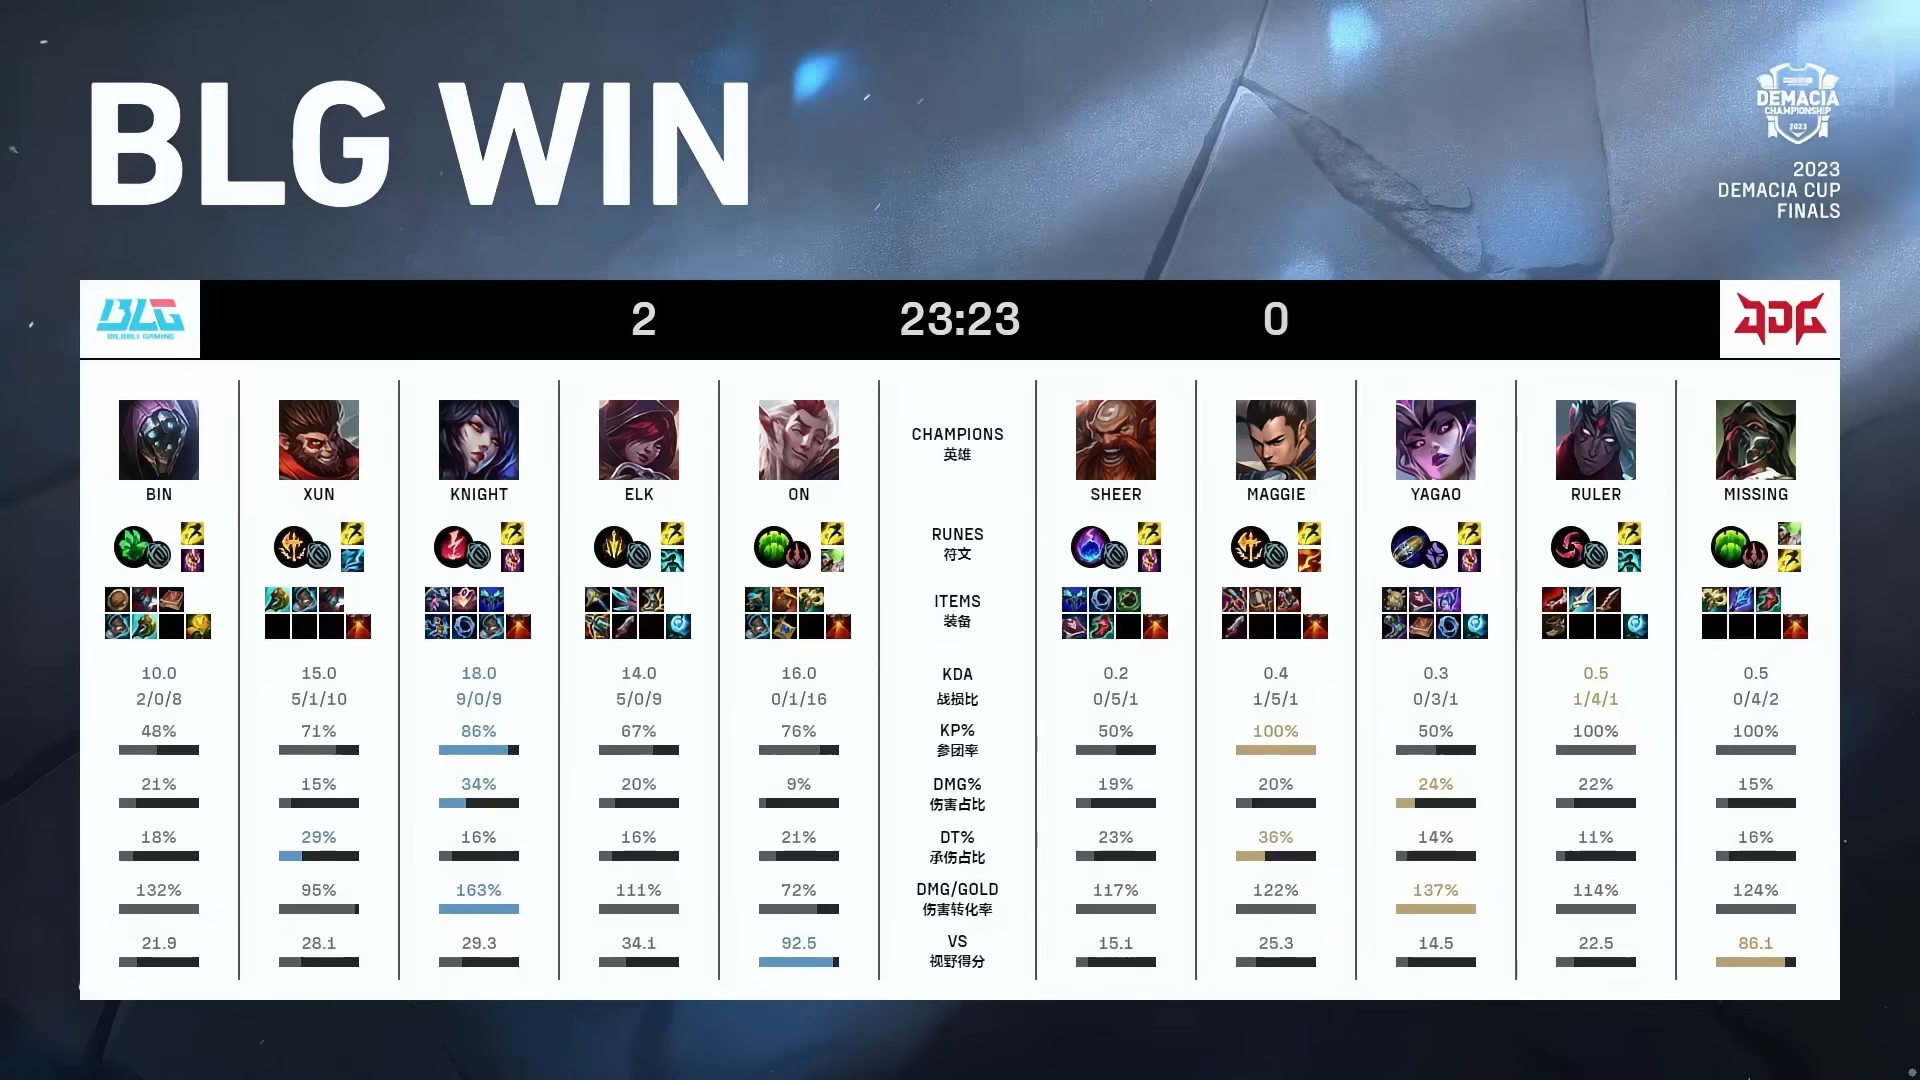 BLG WIN
DEMACIA
CHAMPIONSHIP
2023
2023
DEMACIA CUP
FINALS
BLG
BILIBILI GAMING
2
23:23
0
JDG
BIN
XUN
KNIGHT
ELK
ON
CHAMPIONS
英雄
SHEER
MAGGIE
YAGAO
RULER
MISSING
RUNES
符文
ITEMS
装备
10.0 15.0 18.0 14.0 16.0 KDA 0.2 0.4 0.3 0.5 0.5
2/0/8 5/1/10 9/0/9 5/0/9 0/1/16 战损比 0/5/1 1/5/1 0/3/1 1/4/1 0/4/2
48% 71% 86% 67% 76% KP% 50% 100% 50% 100% 100%
参团率
21% 15% 34% 20% 9% DMG% 19% 20% 24% 22% 15%
伤害占比
18% 29% 16% 16% 21% DT% 23% 36% 14% 11% 16%
承伤占比
132% 95% 163% 111% 72% DMG/GOLD 117% 122% 137% 114% 124%
伤害转化率
21.9 28.1 29.3 34.1 92.5 VS 15.1 25.3 14.5 22.5 86.1
视野得分